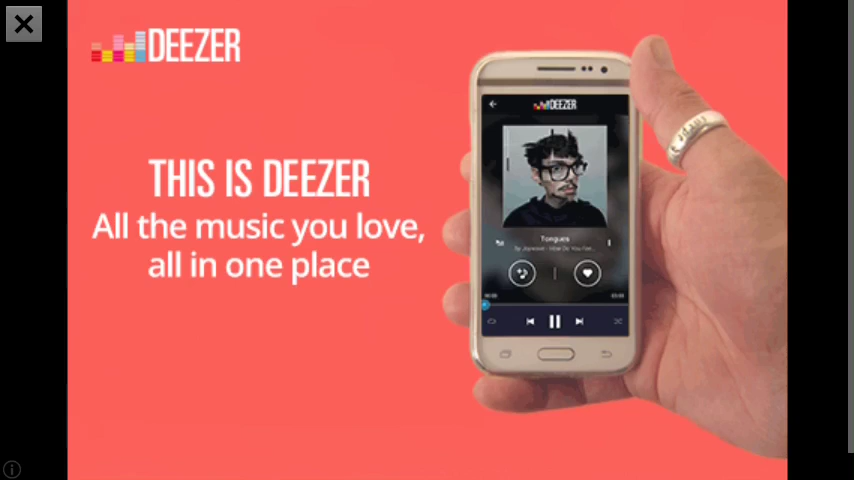 DEEZER
THIS IS DEEZER
All the music you love,
all in one place
DEEZER
Tongues